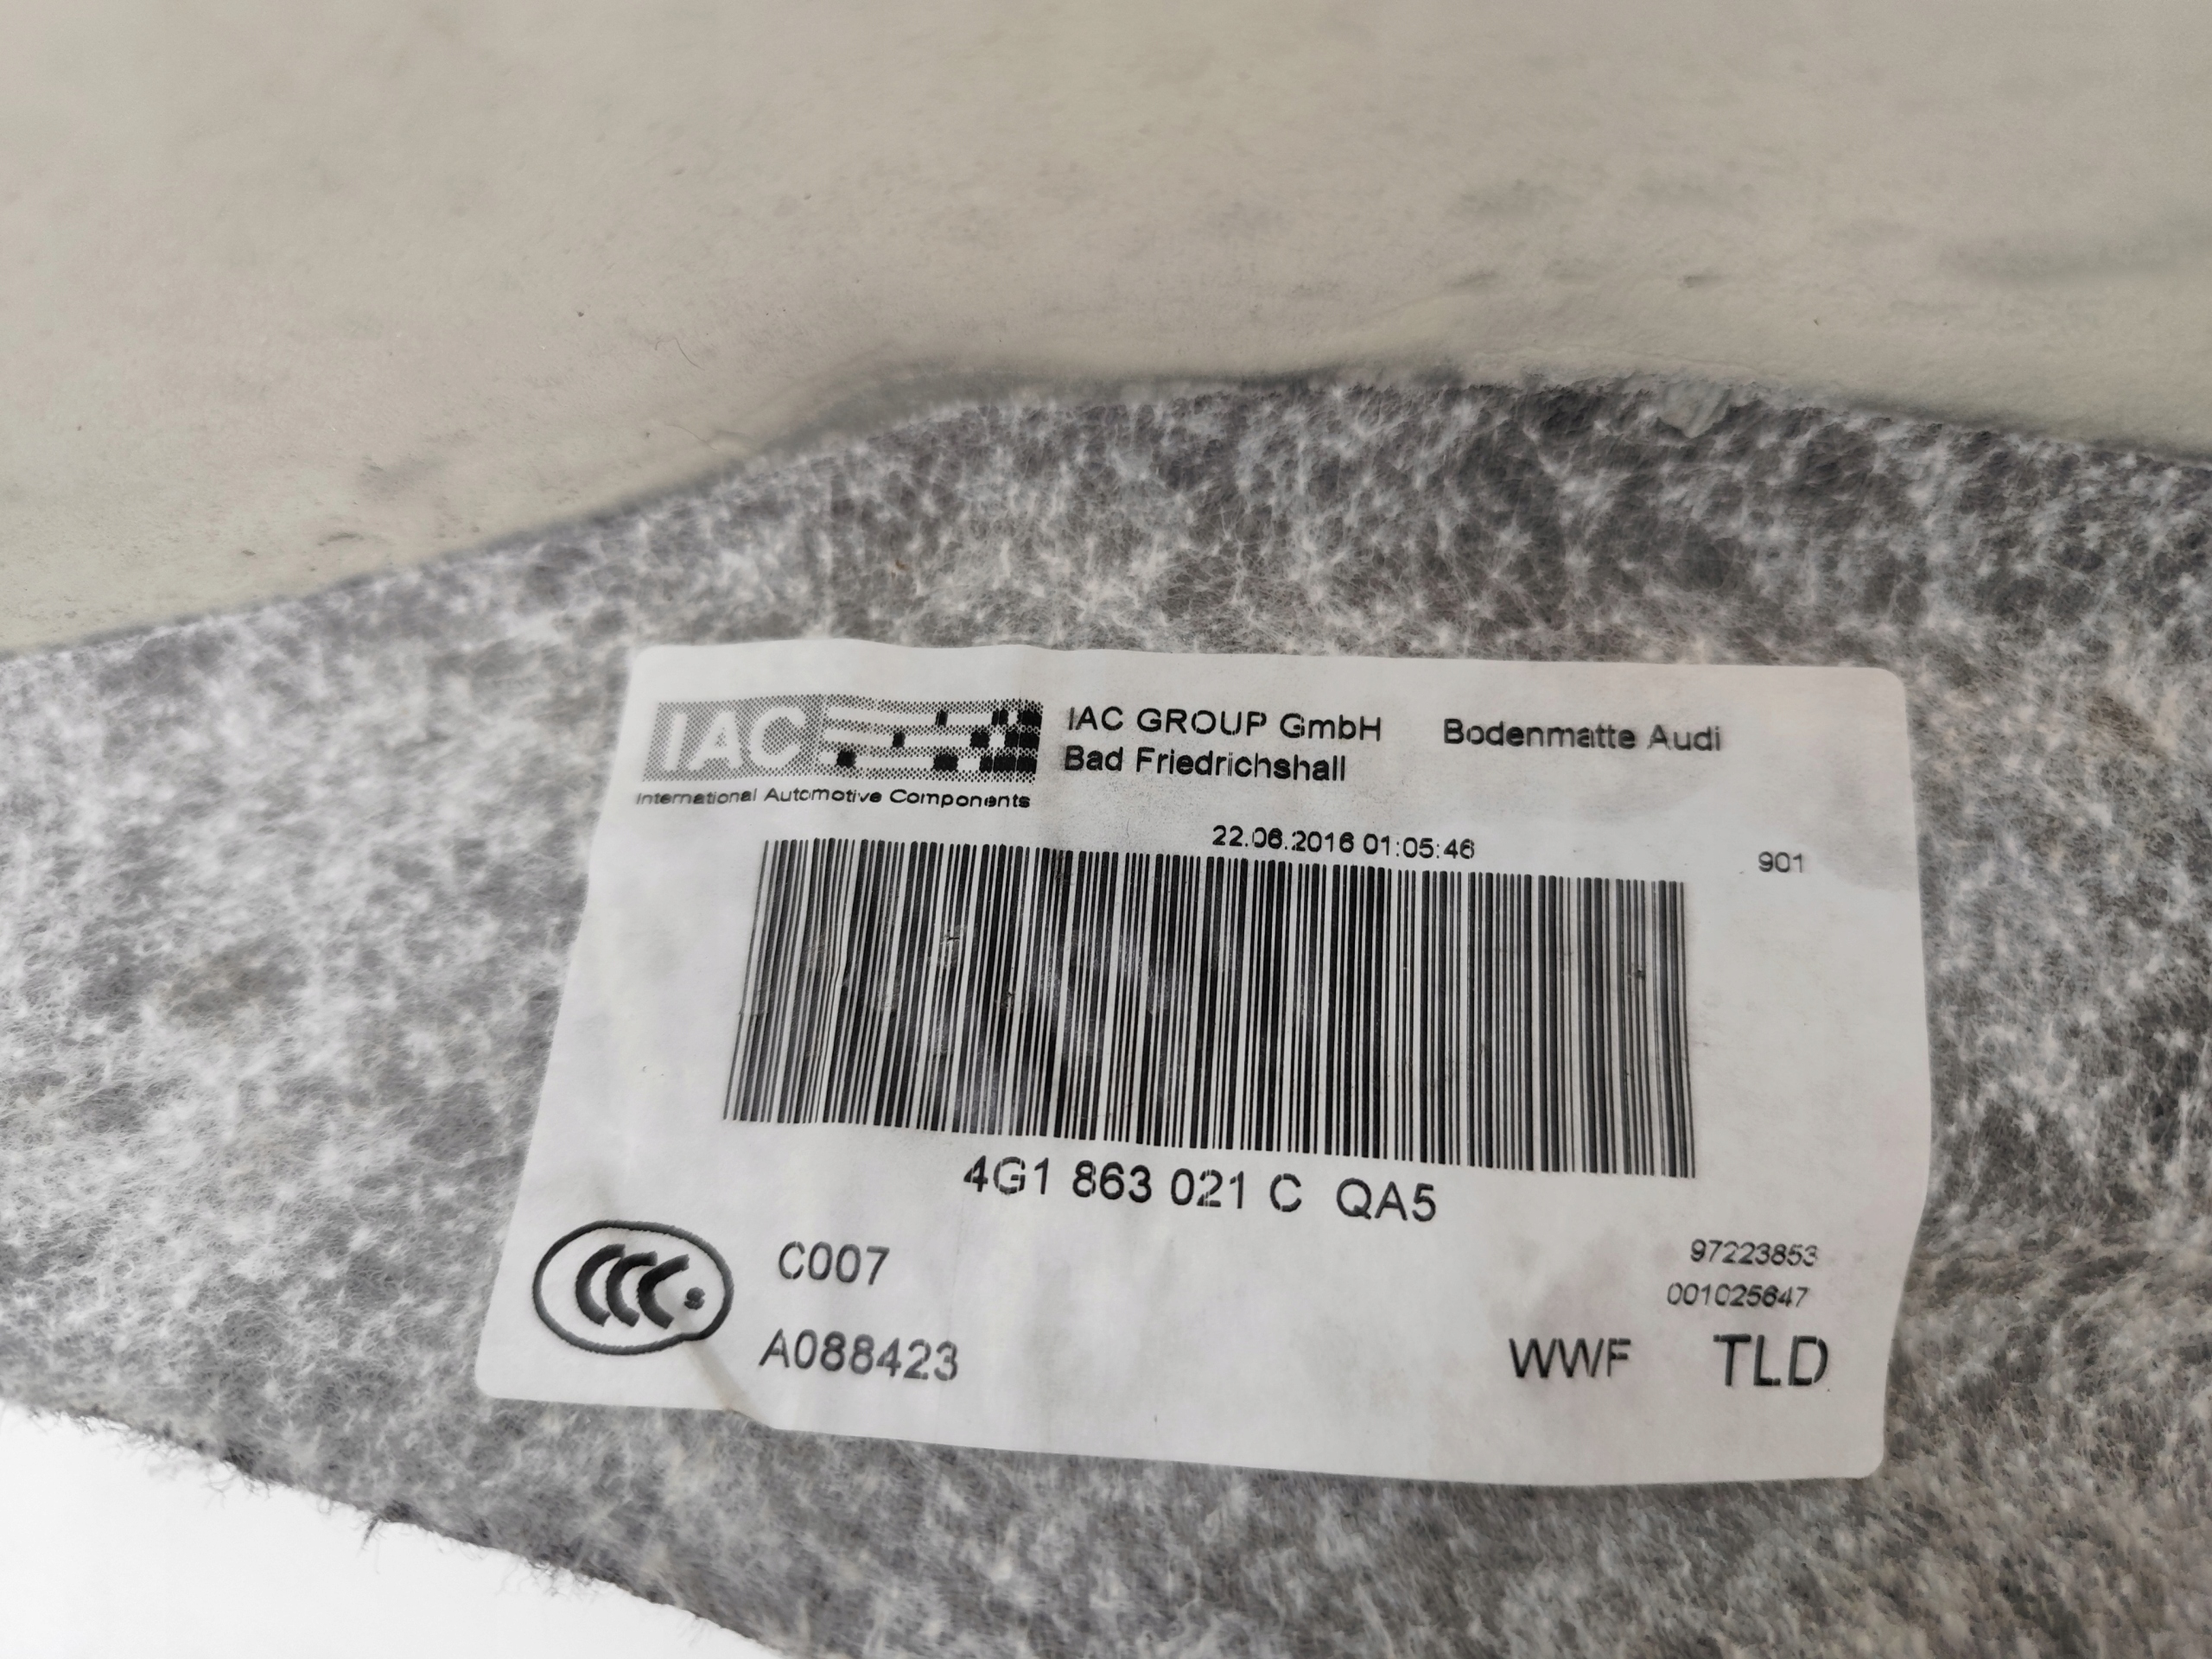 IAC
IAC GROUP GmbH Bodenmatte Audi
Bad Friedrichshall
International Automotive Components
22.06.2016 01:05:46
901
4G1 863 021 C QA5
CCC S
C007
97223853
001025647
A088423
WWF TLD